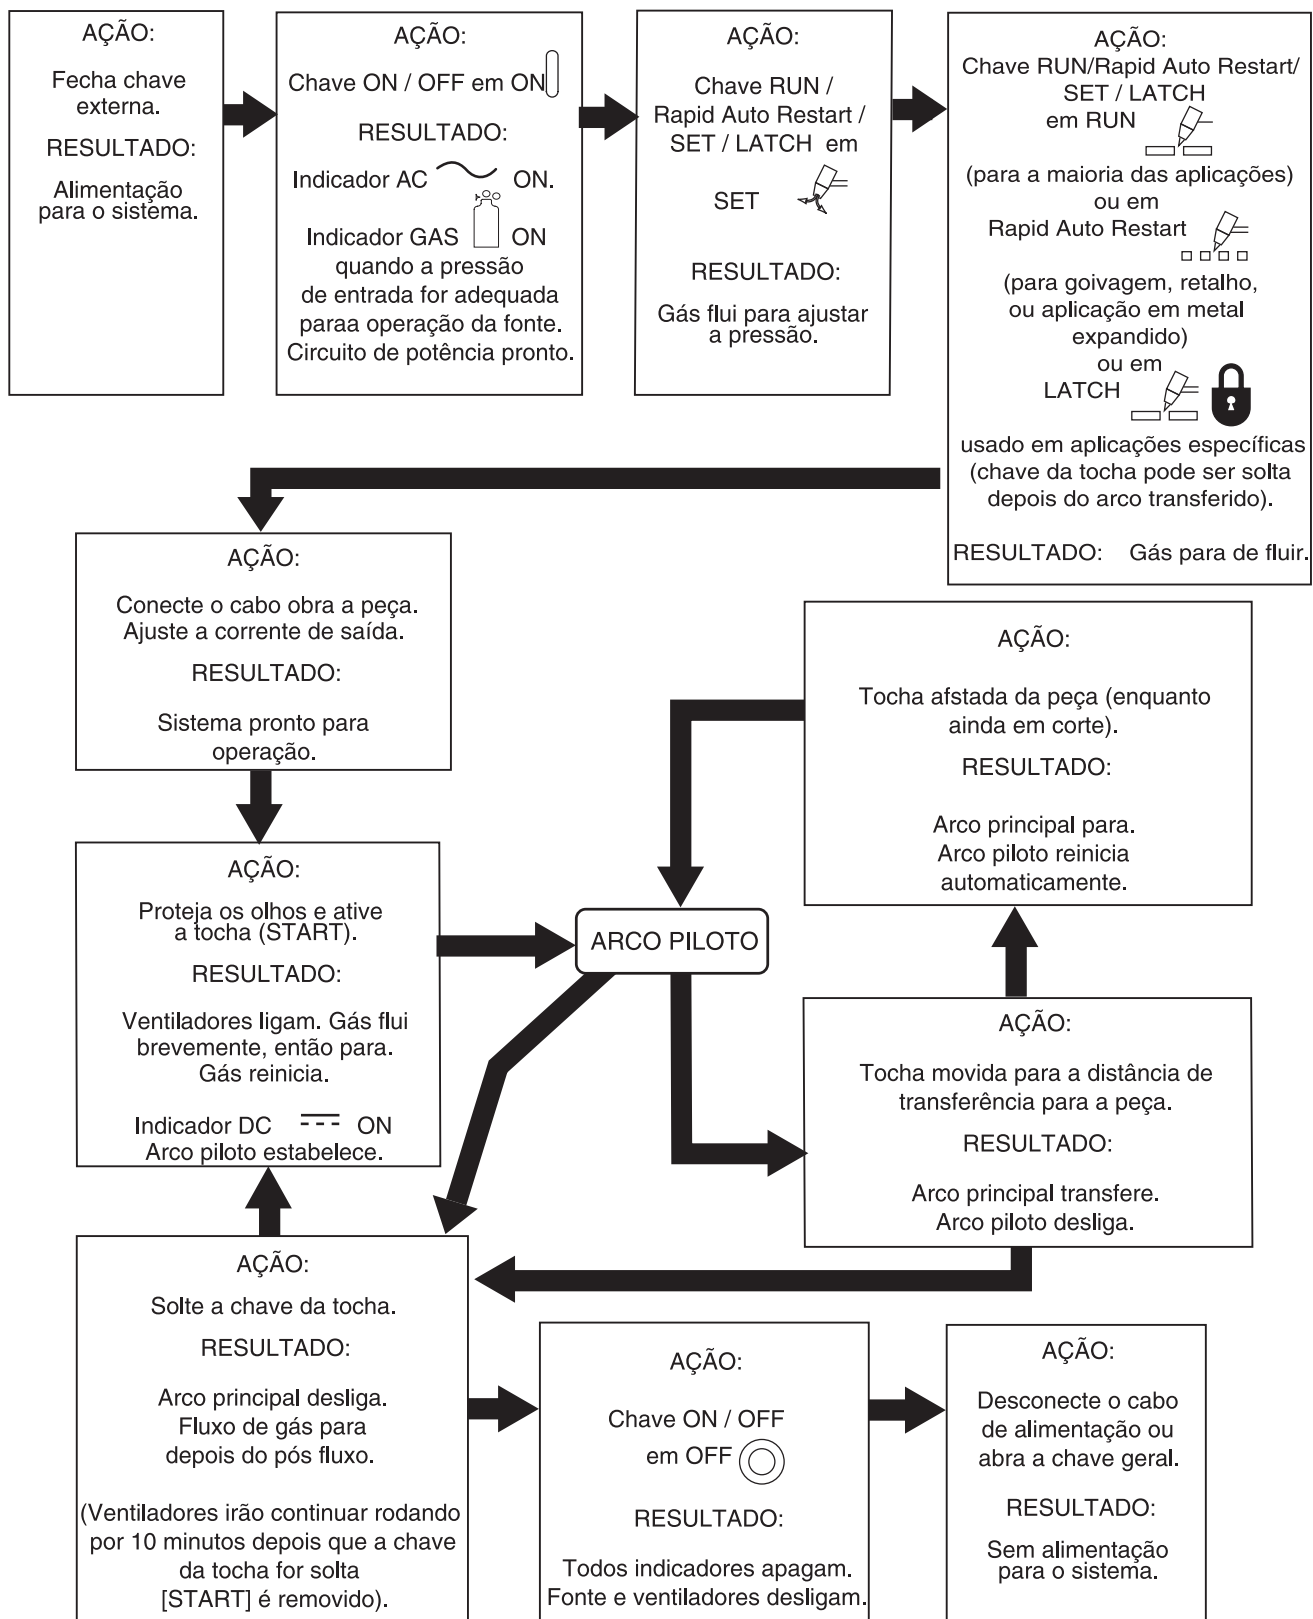 AÇÃO:
Fecha chave
externa.
RESULTADO:
Alimentação
para o sistema.
AÇÃO:
Chave ON / OFF em ON
RESULTADO:
Indicador AC ON.
Indicador GAS ON
quando a pressão
de entrada for adequada
paraa operação da fonte.
Circuito de potência pronto.
AÇÃO:
Chave RUN /
Rapid Auto Restart /
SET / LATCH em
SET
RESULTADO:
Gás flui para ajustar
a pressão.
AÇÃO:
Chave RUN/Rapid Auto Restart/
SET / LATCH
em RUN
(para a maioria das aplicações)
ou em
Rapid Auto Restart
(para goivagem, retalho,
ou aplicação em metal
expandido)
ou em
LATCH
usado em aplicações específicas
(chave da tocha pode ser solta
depois do arco transferido).
RESULTADO: Gás para de fluir.
AÇÃO:
Conecte o cabo obra a peça.
Ajuste a corrente de saída.
RESULTADO:
Sistema pronto para
operação.
AÇÃO:
Proteja os olhos e ative
a tocha (START).
RESULTADO:
Ventiladores ligam. Gás flui
brevemente, então para.
Gás reinicia.
Indicador DC ON
Arco piloto estabelece.
ARCO PILOTO
AÇÃO:
Tocha afstada da peça (enquanto
ainda em corte).
RESULTADO:
Arco principal para.
Arco piloto reinicia
automaticamente.
AÇÃO:
Tocha movida para a distância de
transferência para a peça.
RESULTADO:
Arco principal transfere.
Arco piloto desliga.
AÇÃO:
Solte a chave da tocha.
RESULTADO:
Arco principal desliga.
Fluxo de gás para
depois do pós fluxo.
(Ventiladores irão continuar rodando
por 10 minutos depois que a chave
da tocha for solta
[START] é removido).
AÇÃO:
Chave ON / OFF
em OFF
RESULTADO:
Todos indicadores apagam.
Fonte e ventiladores desligam.
AÇÃO:
Desconecte o cabo
de alimentação ou
abra a chave geral.
RESULTADO:
Sem alimentação
para o sistema.